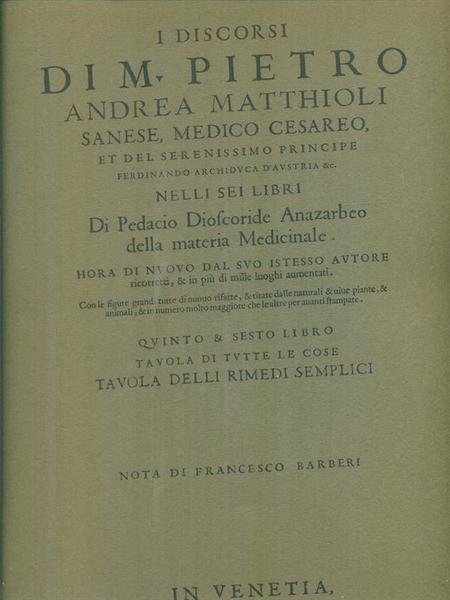 I DISCORSI
DI M. PIETRO
ANDREA MATTHIOLI
SANESE, MEDICO CESAREO,
ET DEL SERENISSIMO PRINCIPE
FERDINANDO ARCHIDVCA D'AVSTRIA &c.
NELLI SEI LIBRI
Di Pedacio Dioſcoride Anazarbeo
della materia Medicinale.
HORA DI NVOVO DAL SVO ISTESSO AVTORE
ricorretti, & in più di mille luoghi aumentati.
Con le figure grandi tutte di nuouo rifatte, & tirate dalle naturali & uiue piante, &
animali, & in numero molto maggiore che le altre per auanti ſtampate.
QVINTO & SESTO LIBRO
TAVOLA DI TVTTE LE COSE
TAVOLA DELLI RIMEDI SEMPLICI
NOTA DI FRANCESCO BARBERI
IN VENETIA,